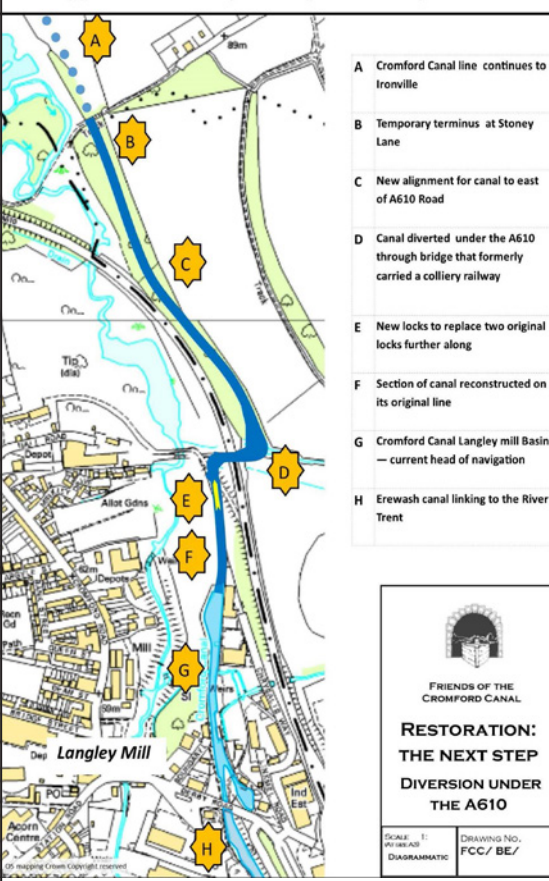 A
89m
B
C
Drain
Track
Tip
(dis)
Depot
D
E
Allot Gdns
F
62m
Depots
Path
Mill
G
Weirs
59m
Langley Mill
PO
Ind
Est
Acorn
Centre
H
OS mapping Crown Copyright reserved
A Cromford Canal line continues to
Ironville
B Temporary terminus at Stoney
Lane
C New alignment for canal to east
of A610 Road
D Canal diverted under the A610
through bridge that formerly
carried a colliery railway
E New locks to replace two original
locks further along
F Section of canal reconstructed on
its original line
G Cromford Canal Langley mill Basin
— current head of navigation
H Erewash canal linking to the River
Trent
FRIENDS OF THE
CROMFORD CANAL
RESTORATION:
THE NEXT STEP
DIVERSION UNDER
THE A610
SCALE 1:
DIAGRAMMATIC
DRAWING NO.
FCC/ BE/